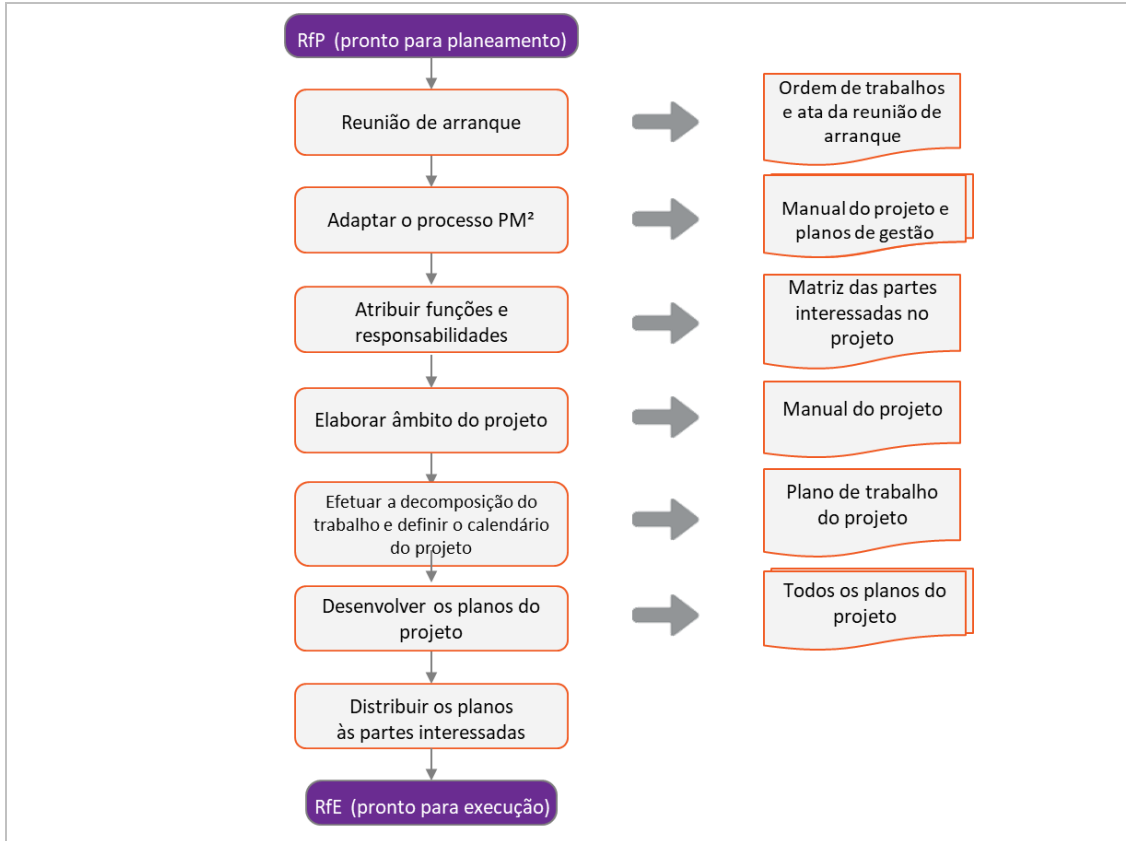 RfP (pronto para planeamento)
Reunião de arranque
Ordem de trabalhos
e ata da reunião de
arranque
Adaptar o processo PM²
Manual do projeto e
planos de gestão
Atribuir funções e
responsabilidades
Matriz das partes
interessadas no
projeto
Elaborar âmbito do projeto
Manual do projeto
Efetuar a decomposição do
trabalho e definir o calendário
do projeto
Plano de trabalho
do projeto
Desenvolver os planos do
projeto
Todos os planos do
projeto
Distribuir os planos
às partes interessadas
RfE (pronto para execução)